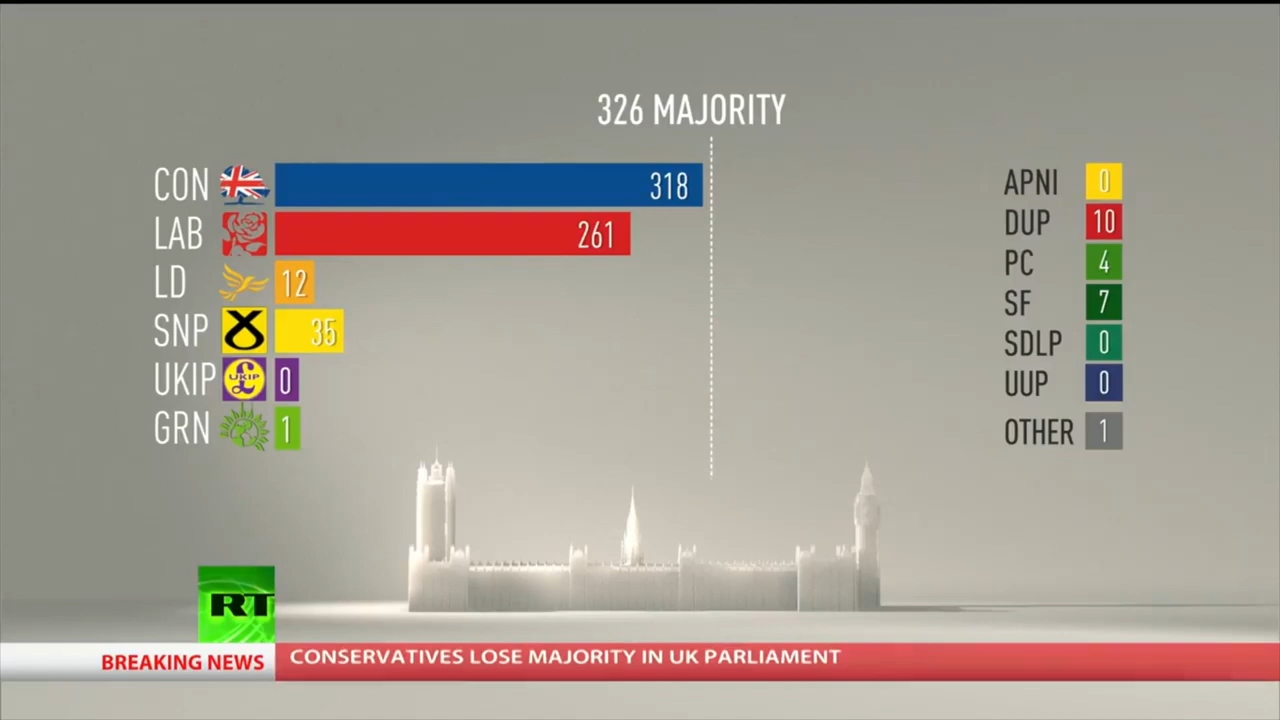 326 MAJORITY
CON 318
LAB 261
LD 12
SNP 35
UKIP UKIP 0
GRN 1
APNI 0
DUP 10
PC 4
SF 7
SDLP 0
UUP 0
OTHER 1
RT
BREAKING NEWS CONSERVATIVES LOSE MAJORITY IN UK PARLIAMENT